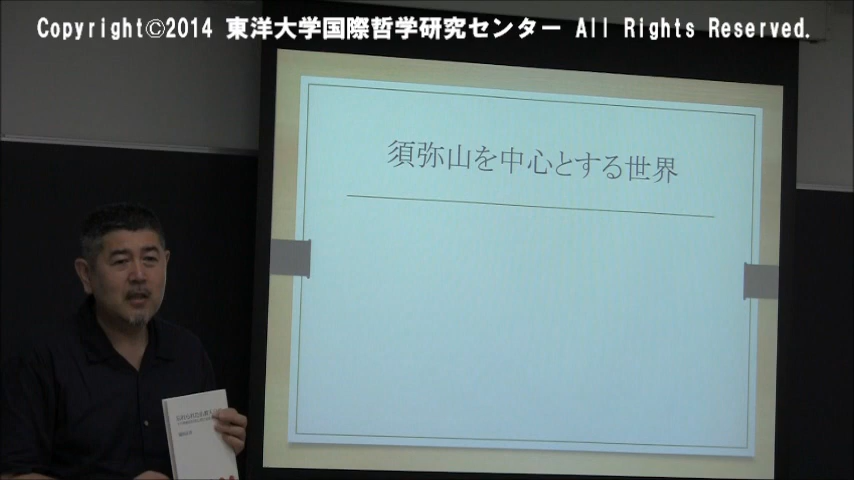 Copyright©2014 東洋大学国際哲学研究センター All Rights Reserved.
須弥山を中心とする世界